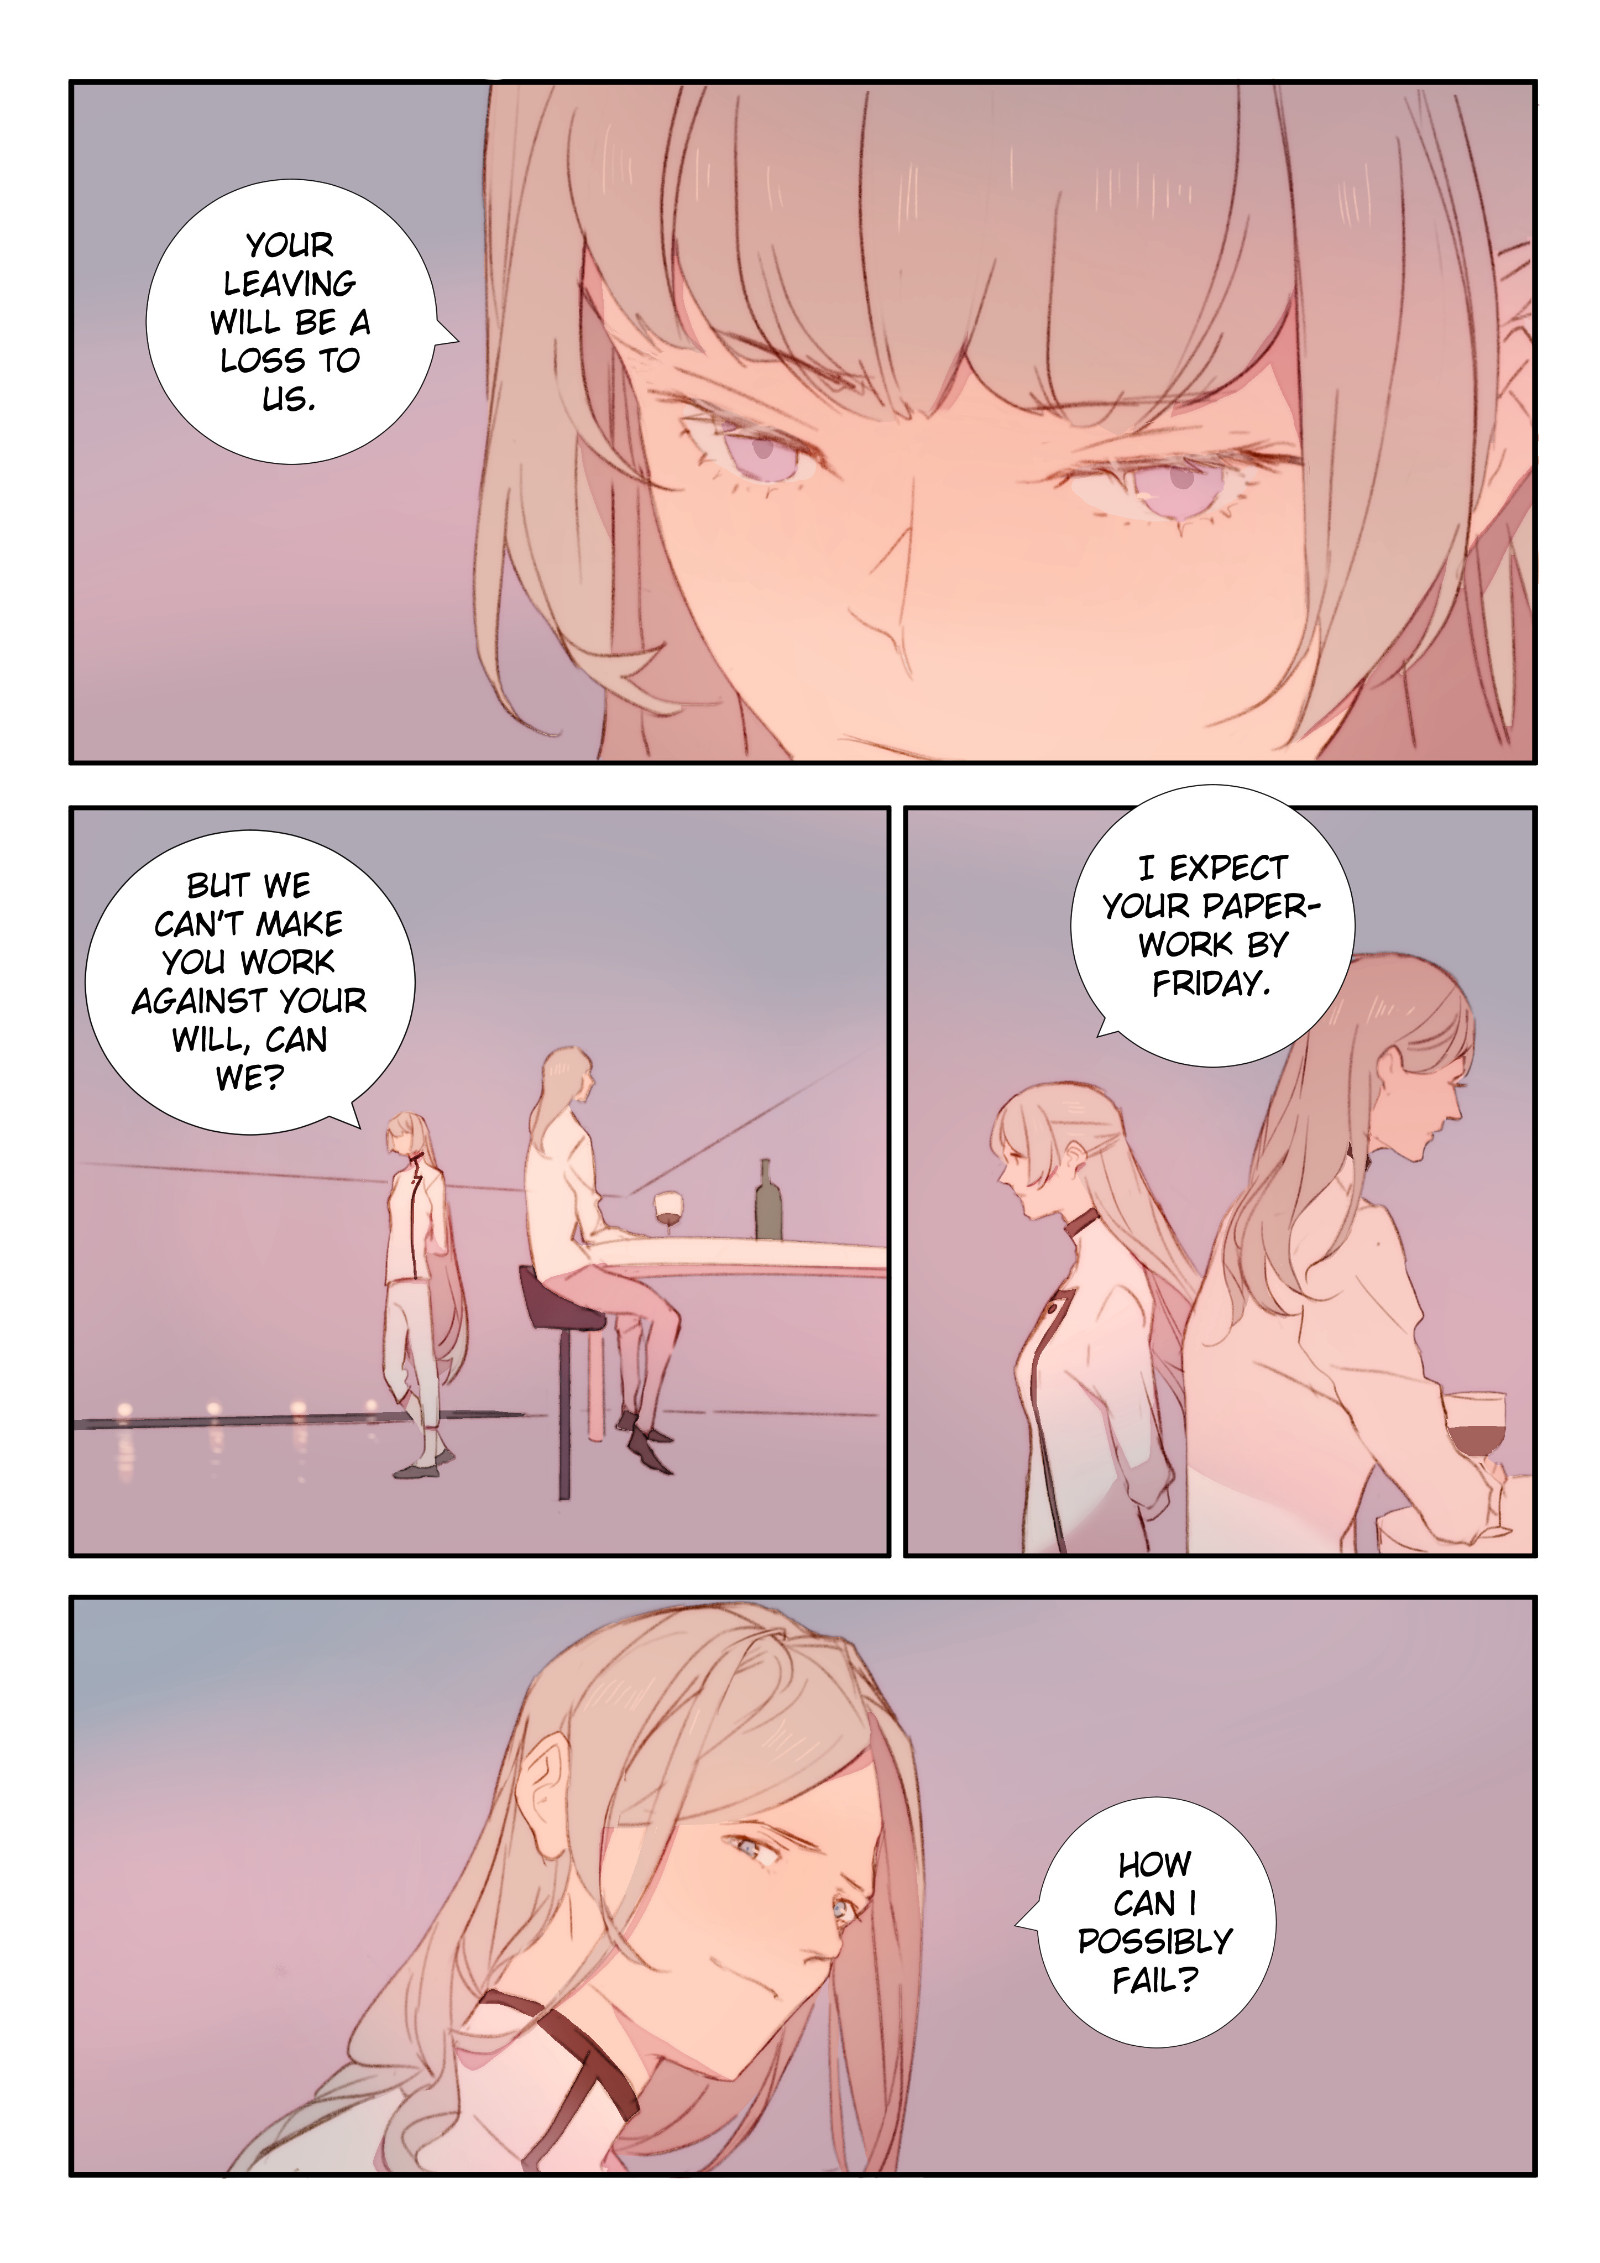 YOUR
LEAVING
WILL BE A
LOSS TO
US.
BUT WE
CAN'T MAKE
YOU WORK
AGAINST YOUR
WILL, CAN
WE?
I EXPECT
YOUR PAPER-
WORK BY
FRIDAY.
HOW
CAN I
POSSIBLY
FAIL?